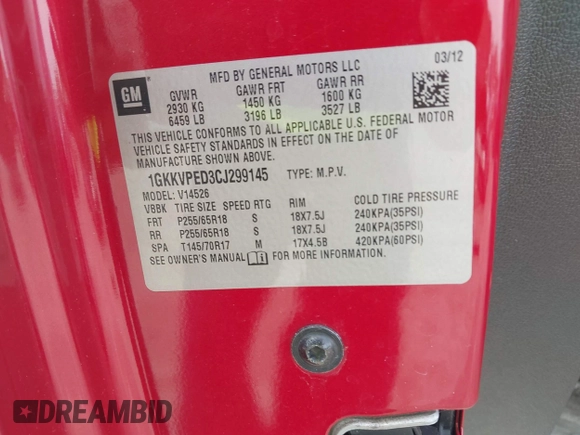 03/12
MFD BY GENERAL MOTORS LLC
GM
GVWR GAWR FRT GAWR RR
2930 KG 1450 KG 1600 KG
6459 LB 3196 LB 3527 LB
THIS VEHICLE CONFORMS TO ALL APPLICABLE U.S. FEDERAL MOTOR
VEHICLE SAFETY STANDARDS IN EFFECT ON THE DATE OF
MANUFACTURE SHOWN ABOVE.
1GKKVPED3CJ299145 TYPE: M.P.V.
MODEL: V14526
VBBK TIRE SIZE SPEED RTG RIM COLD TIRE PRESSURE
FRT P255/65R18 S 18X7.5J 240KPA(35PSI)
RR P255/65R18 S 18X7.5J 240KPA(35PSI)
SPA T145/70R17 M 17X4.5B 420KPA(60PSI)
SEE OWNER'S MANUAL FOR MORE INFORMATION.
DREAMBID